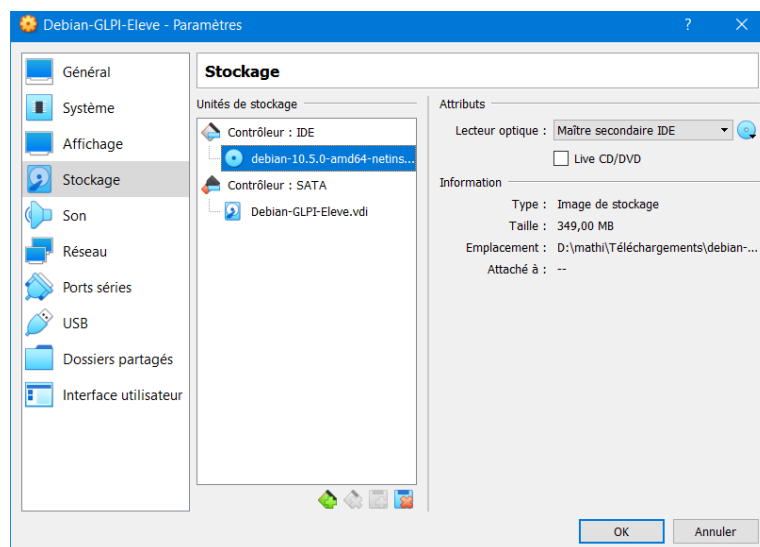 Debian-GLPI-Eleve - Paramètres ? ×
Général
Système
Affichage
Stockage
Son
Réseau
Ports séries
USB
Dossiers partagés
Interface utilisateur
Stockage
Unités de stockage
Contrôleur : IDE
debian-10.5.0-amd64-netins...
Contrôleur : SATA
Debian-GLPI-Eleve.vdi
Attributs
Lecteur optique : Maître secondaire IDE
Live CD/DVD
Information
Type : Image de stockage
Taille : 349,00 MB
Emplacement : D:\mathi\Téléchargements\debian-...
Attaché à : --
OK Annuler